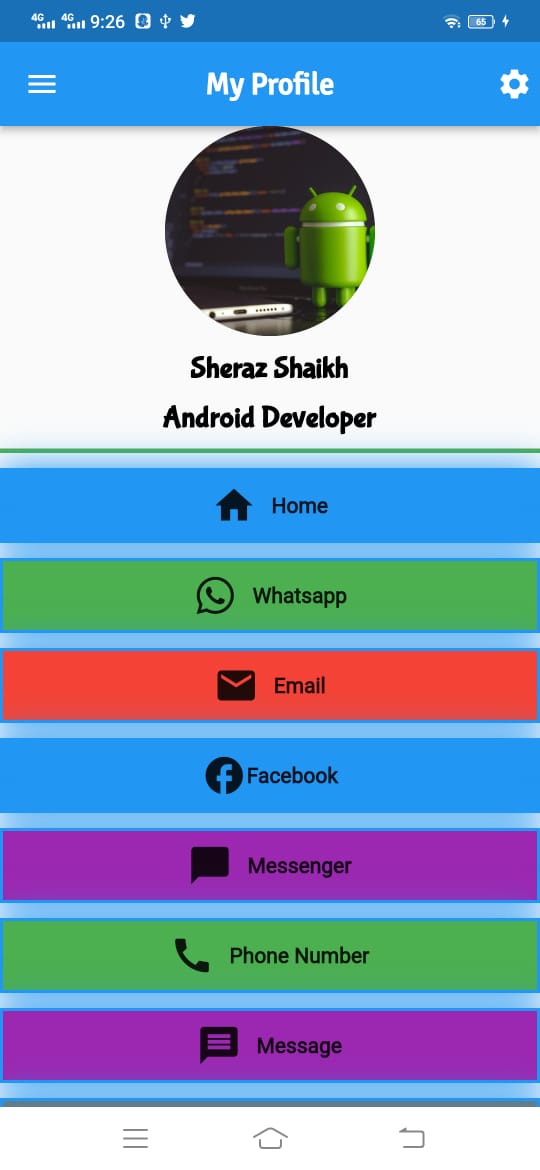 4G 4G 9:26 65
My Profile
Sheraz Shaikh
Android Developer
Home
Whatsapp
Email
Facebook
Messenger
Phone Number
Message